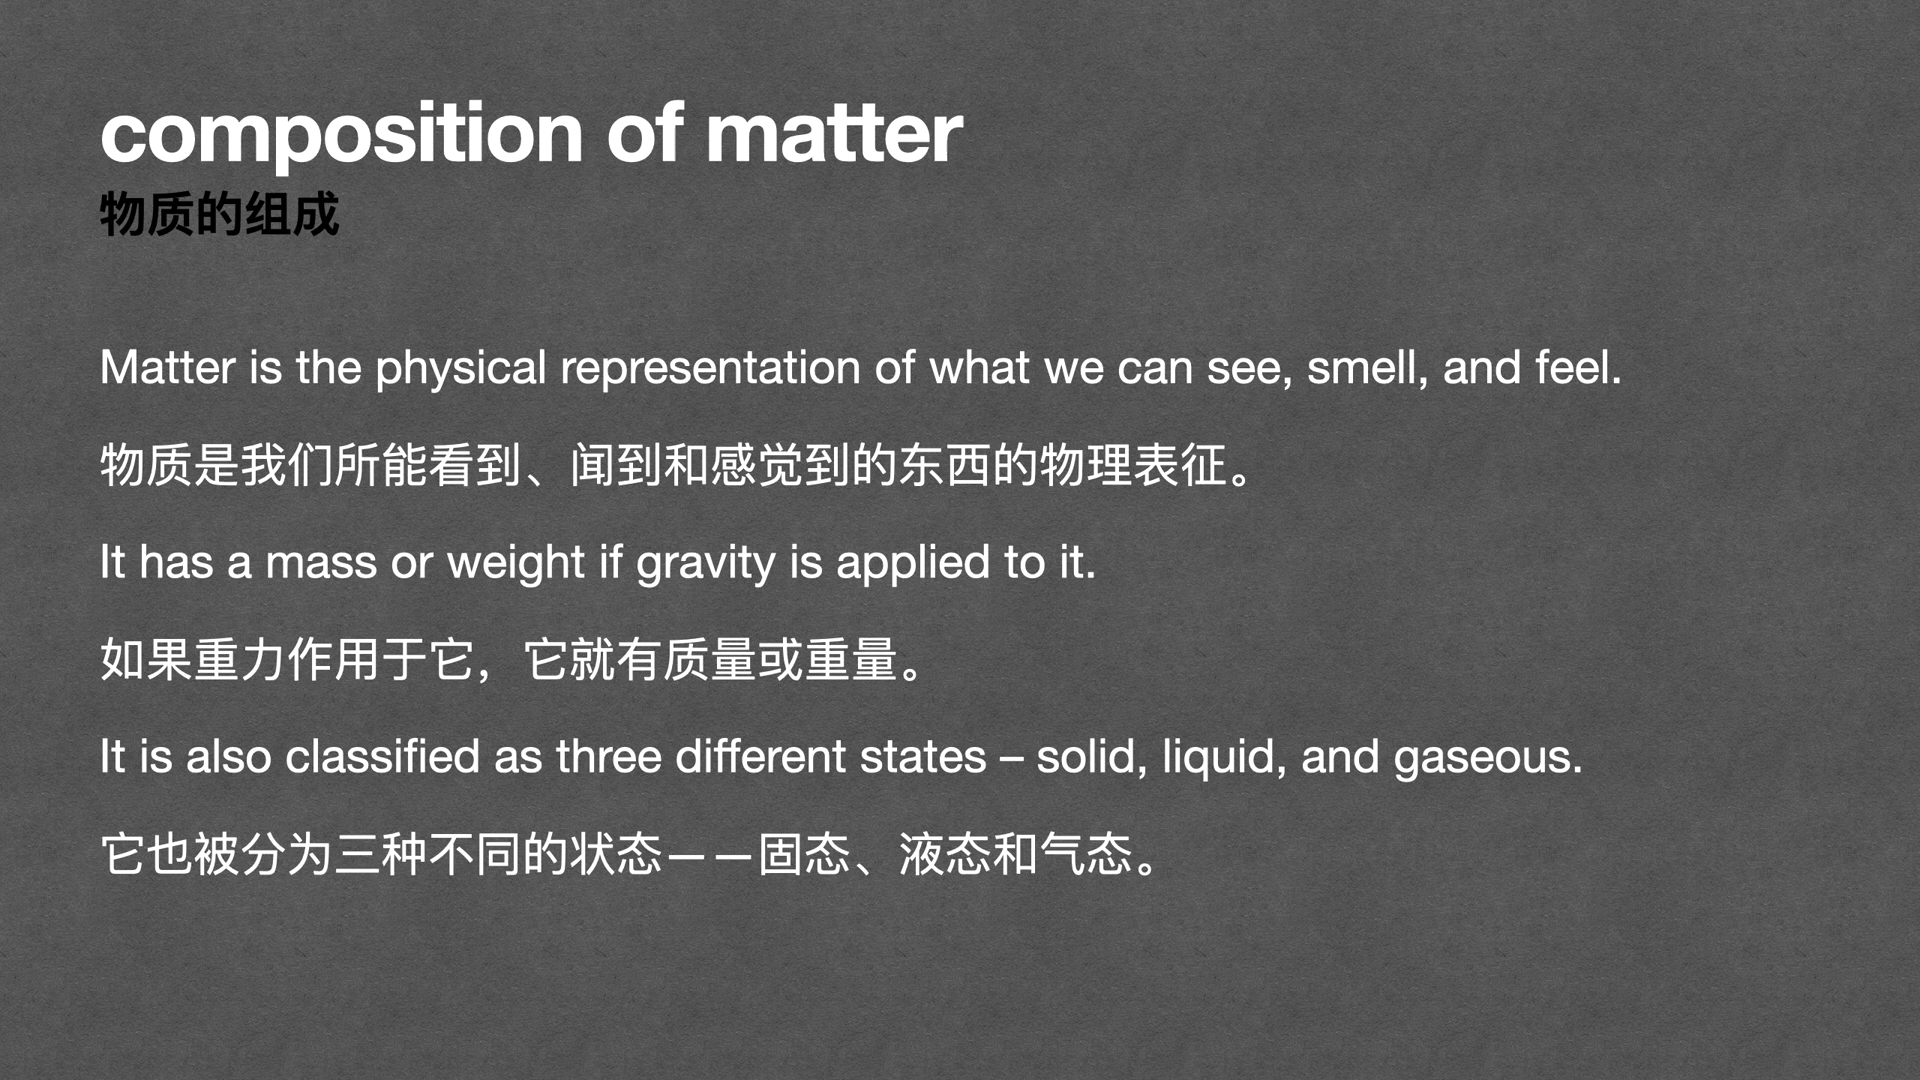 composition of matter
物质的组成
Matter is the physical representation of what we can see, smell, and feel.
物质是我们所能看到、闻到和感觉到的东西的物理表征。
It has a mass or weight if gravity is applied to it.
如果重力作用于它，它就有质量或重量。
It is also classified as three different states – solid, liquid, and gaseous.
它也被分为三种不同的状态——固态、液态和气态。